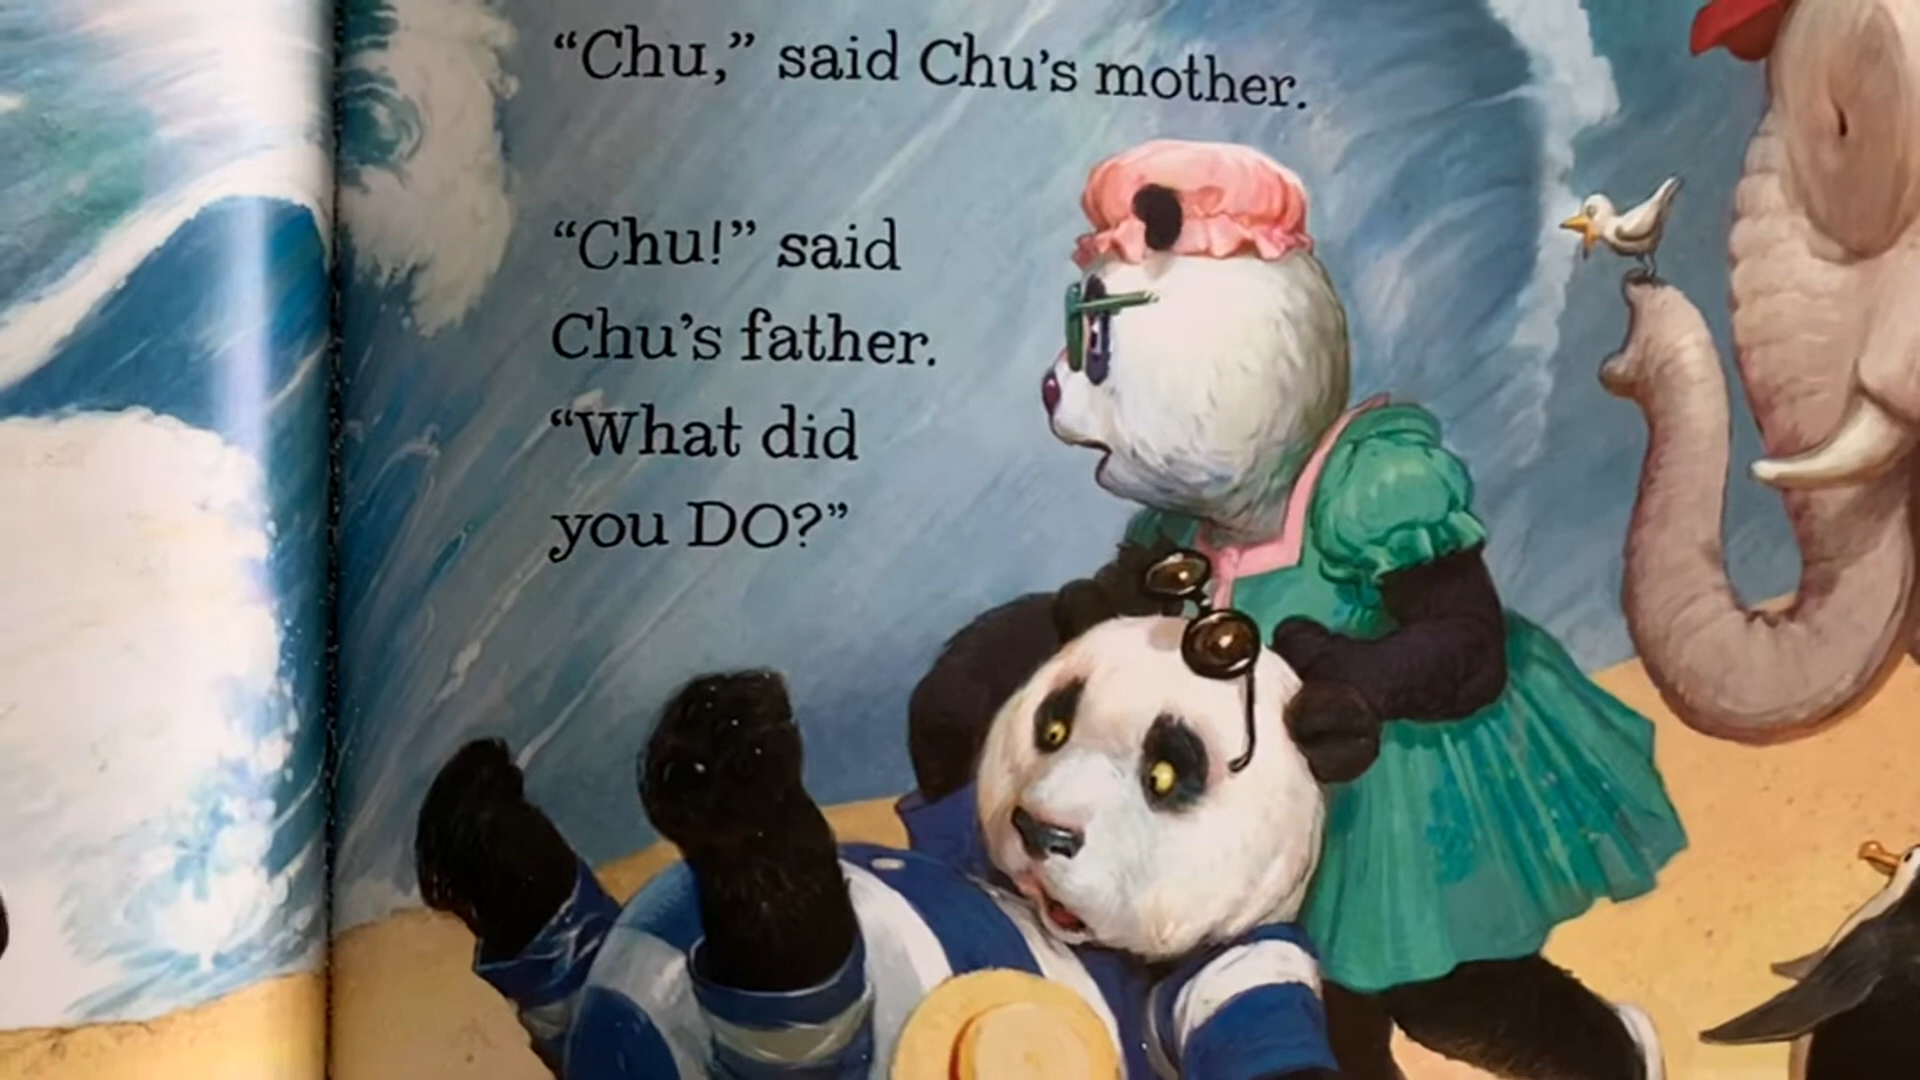 “Chu,” said Chu’s mother.
“Chu!” said
Chu’s father.
“What did
you DO?”